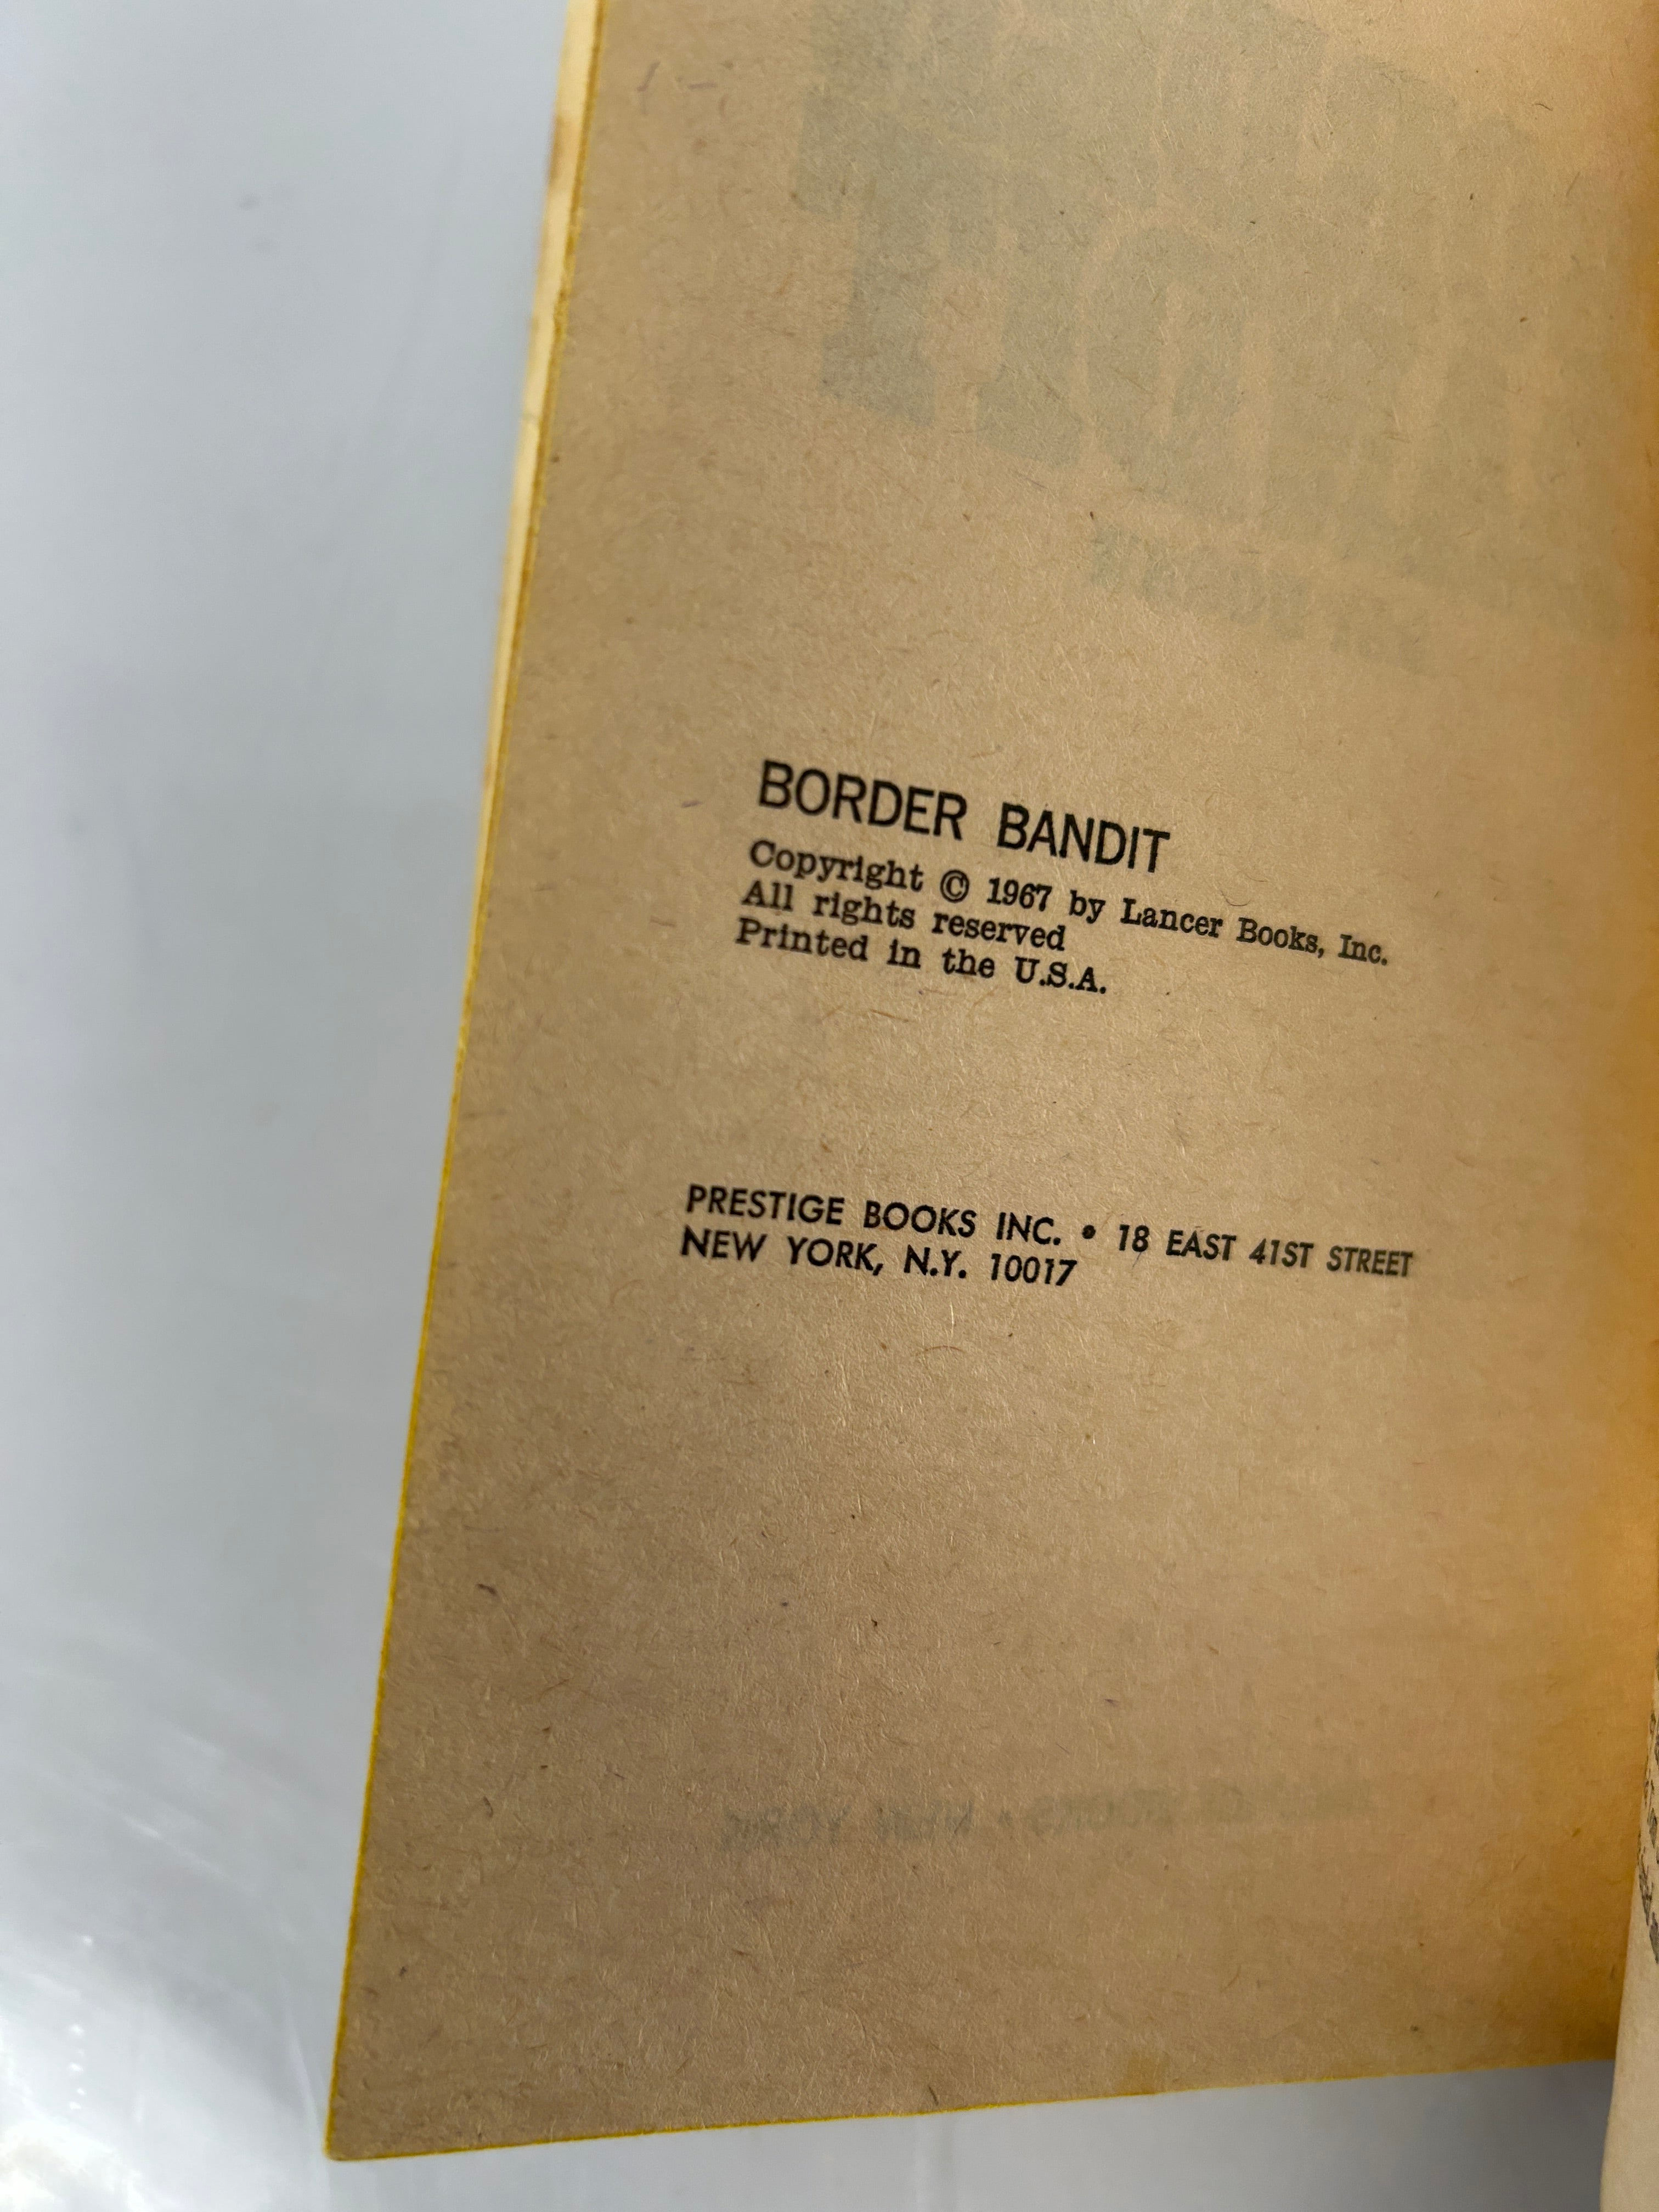 BORDER BANDIT
Copyright © 1967 by Lancer Books, Inc.
All rights reserved
Printed in the U.S.A.
PRESTIGE BOOKS INC. • 18 EAST 41ST STREET
NEW YORK, N.Y. 10017